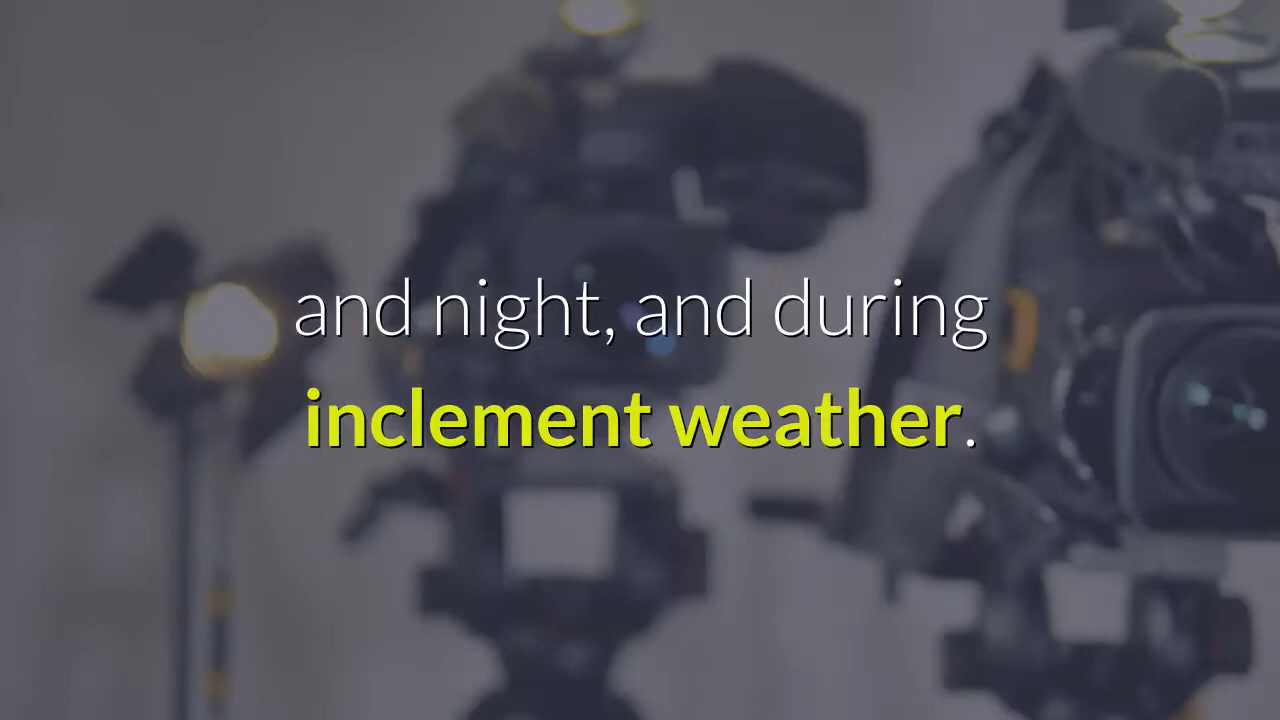 and night, and during
inclement weather.